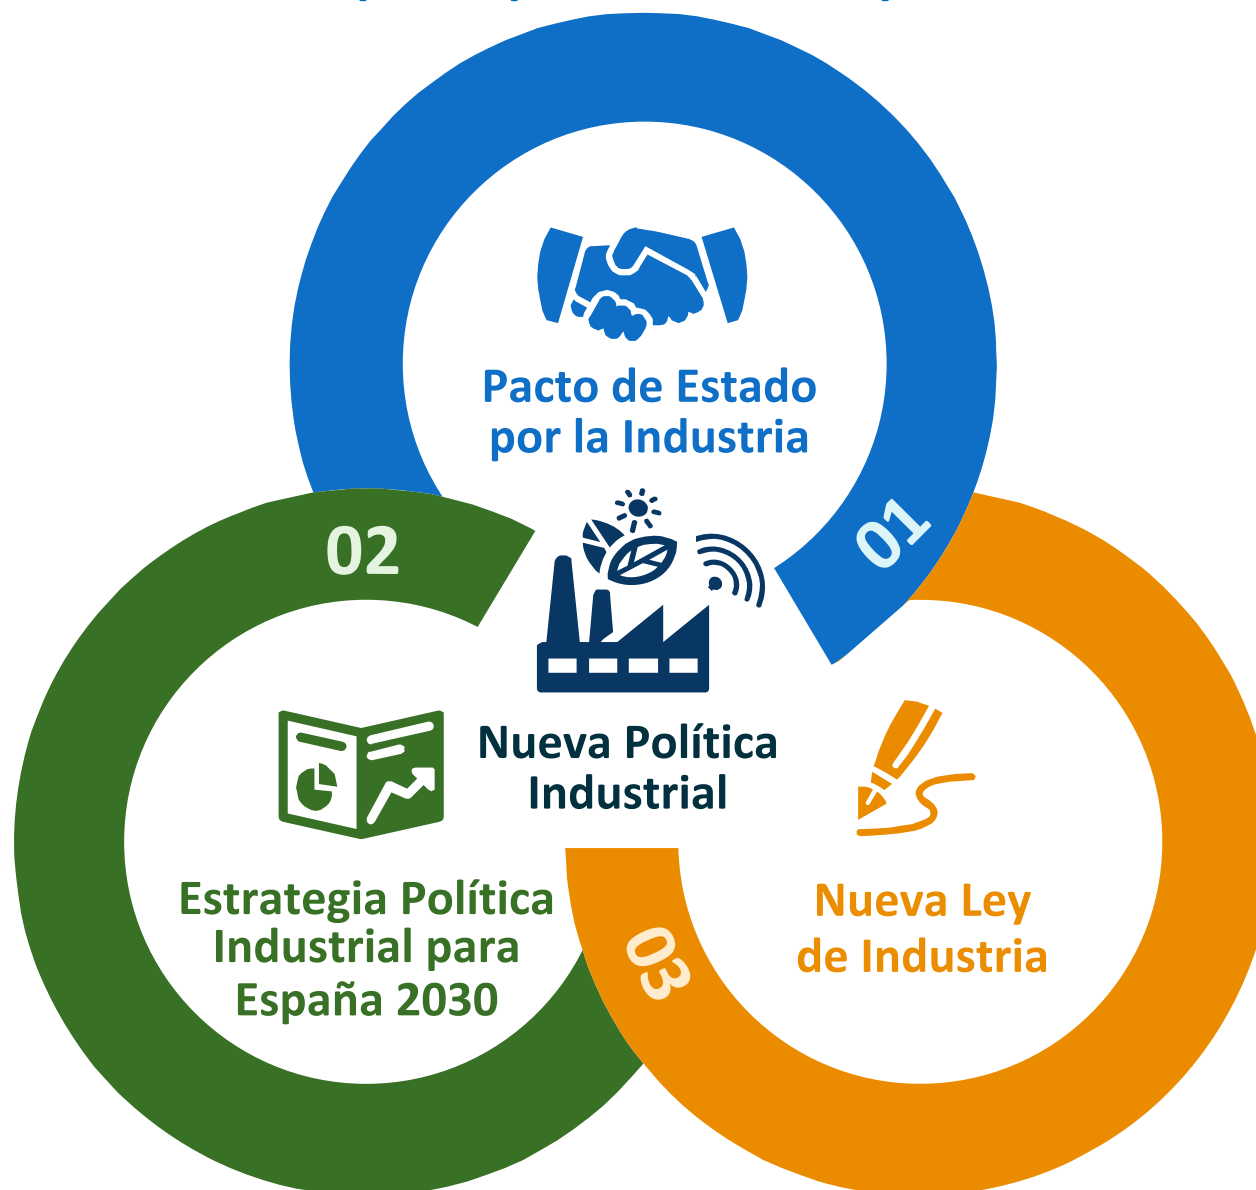 Pacto de Estado
por la Industria
01
02
Nueva Política
Industrial
Estrategia Política
Industrial para
España 2030
03
Nueva Ley
de Industria